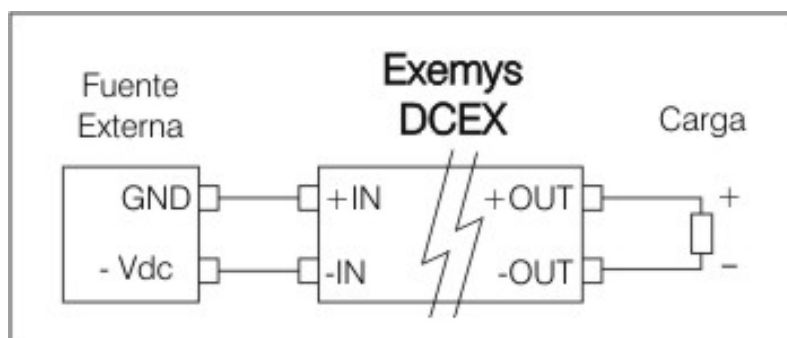 Fuente
Externa
Exemys
DCEX
Carga
GND
+IN
+OUT
+
- Vdc
-IN
-OUT
−